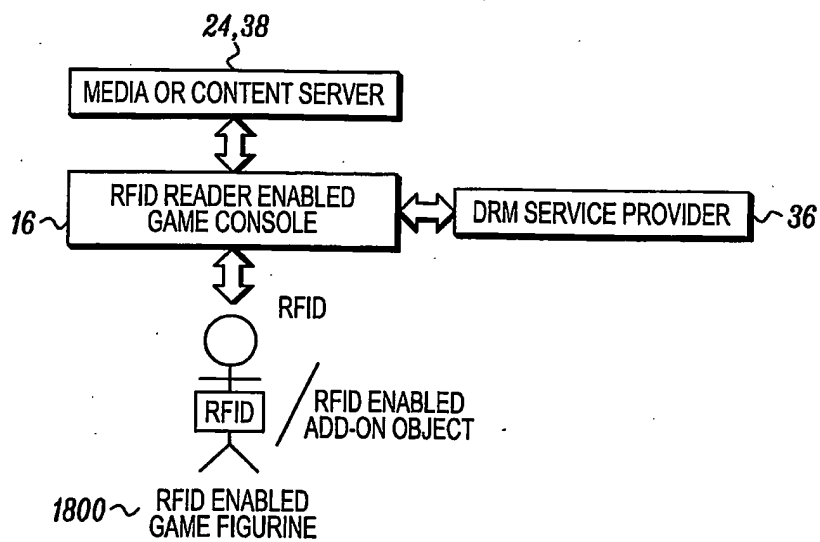 24,38
MEDIA OR CONTENT SERVER
RFID READER ENABLED
GAME CONSOLE
16
DRM SERVICE PROVIDER
36
RFID
RFID
RFID ENABLED
ADD-ON OBJECT
1800
RFID ENABLED
GAME FIGURINE